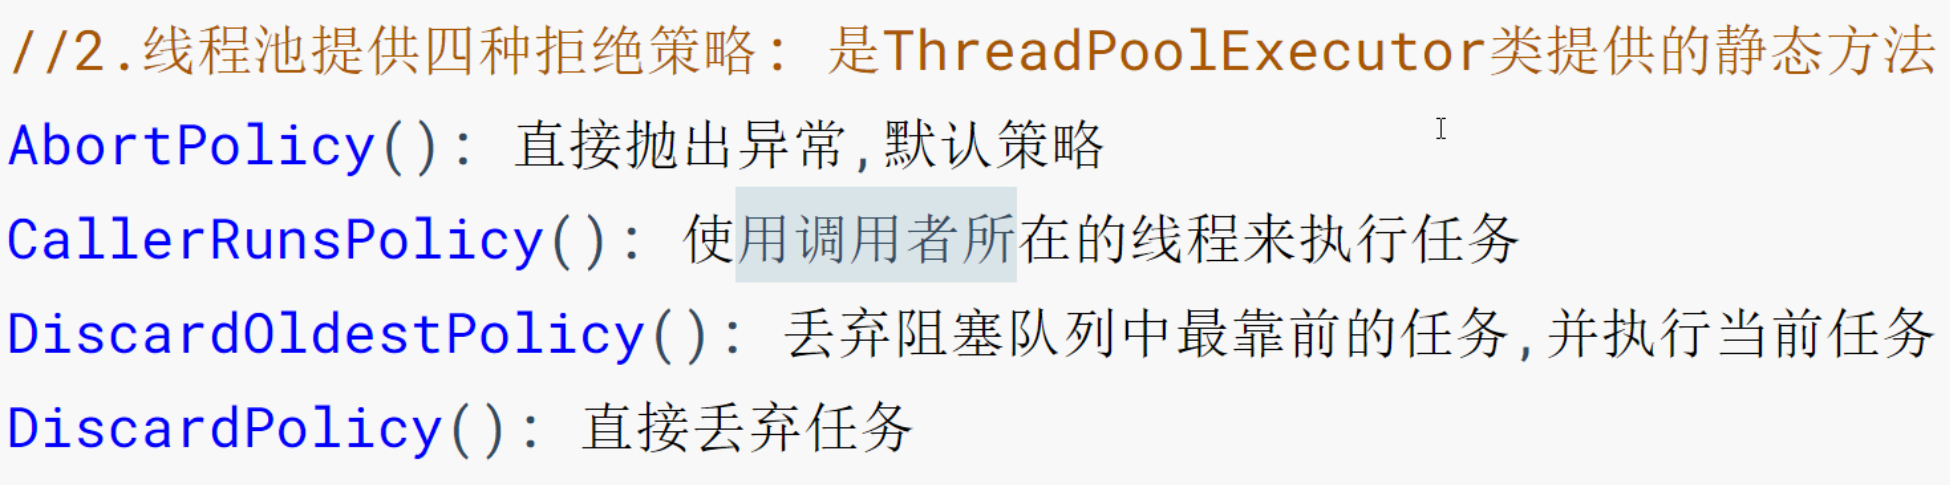 //2.线程池提供四种拒绝策略: 是ThreadPoolExecutor类提供的静态方法
AbortPolicy(): 直接抛出异常,默认策略
CallerRunsPolicy(): 使用调用者所在的线程来执行任务
DiscardOldestPolicy(): 丢弃阻塞队列中最靠前的任务,并执行当前任务
DiscardPolicy(): 直接丢弃任务